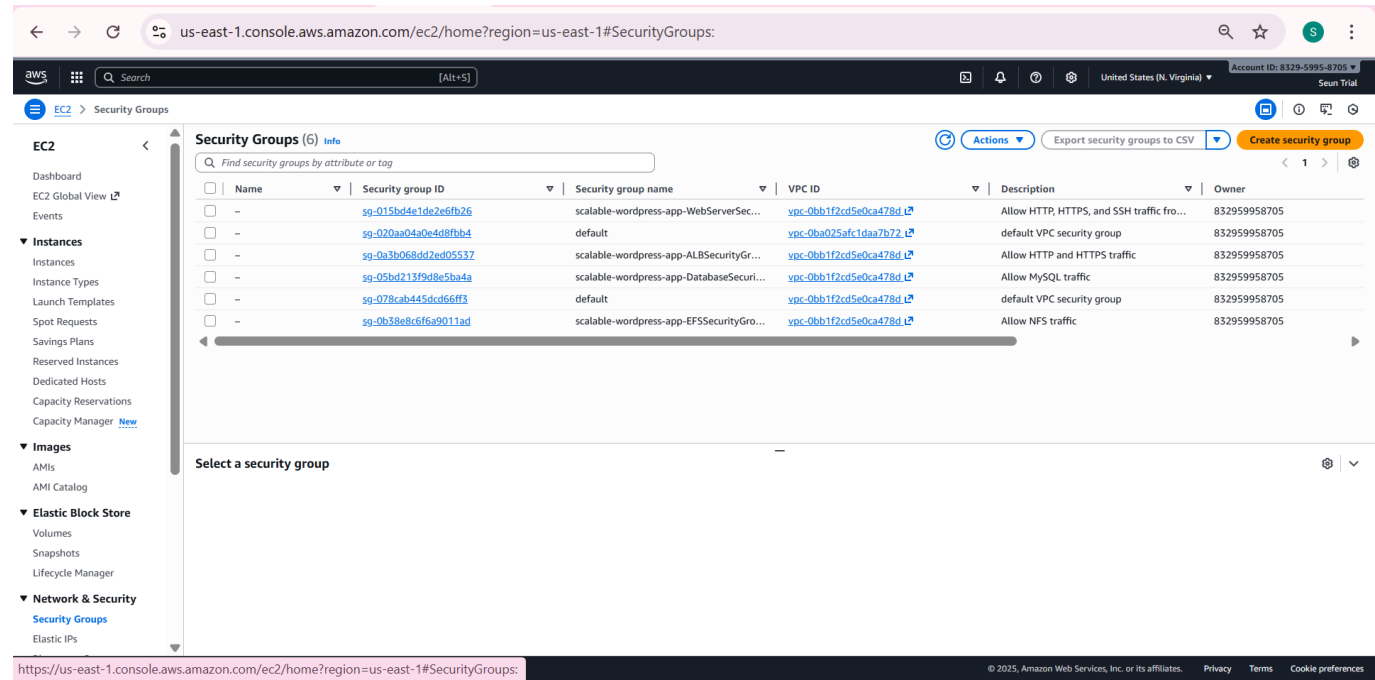 us-east-1.console.aws.amazon.com/ec2/home?region=us-east-1#SecurityGroups:
S
aws
Search
[Alt+S]
United States (N. Virginia)
Account ID: 8329-5995-8705
Seun Trial
EC2 > Security Groups
EC2
Dashboard
EC2 Global View
Events
Instances
Instances
Instance Types
Launch Templates
Spot Requests
Savings Plans
Reserved Instances
Dedicated Hosts
Capacity Reservations
Capacity Manager New
Images
AMIs
AMI Catalog
Elastic Block Store
Volumes
Snapshots
Lifecycle Manager
Network & Security
Security Groups
Elastic IPs
Security Groups (6) Info
Actions
Export security groups to CSV
Create security group
Find security groups by attribute or tag
1
Name Security group ID Security group name VPC ID Description Owner
– sg-015bd4e1de2e6fb26 scalable-wordpress-app-WebServerSec... vpc-0bb1f2cd5e0ca478d Allow HTTP, HTTPS, and SSH traffic fro... 832959958705
– sg-020aa04a0e4d8fbb4 default vpc-0ba025afc1daa7b72 default VPC security group 832959958705
– sg-0a3b068dd2ed05537 scalable-wordpress-app-ALBSecurityGr... vpc-0bb1f2cd5e0ca478d Allow HTTP and HTTPS traffic 832959958705
– sg-05bd213f9d8e5ba4a scalable-wordpress-app-DatabaseSecuri... vpc-0bb1f2cd5e0ca478d Allow MySQL traffic 832959958705
– sg-078cab445dcd66ff3 default vpc-0bb1f2cd5e0ca478d default VPC security group 832959958705
– sg-0b38e8c6f6a9011ad scalable-wordpress-app-EFSSecurityGro... vpc-0bb1f2cd5e0ca478d Allow NFS traffic 832959958705
Select a security group
https://us-east-1.console.aws.amazon.com/ec2/home?region=us-east-1#SecurityGroups:
© 2025, Amazon Web Services, Inc. or its affiliates. Privacy Terms Cookie preferences